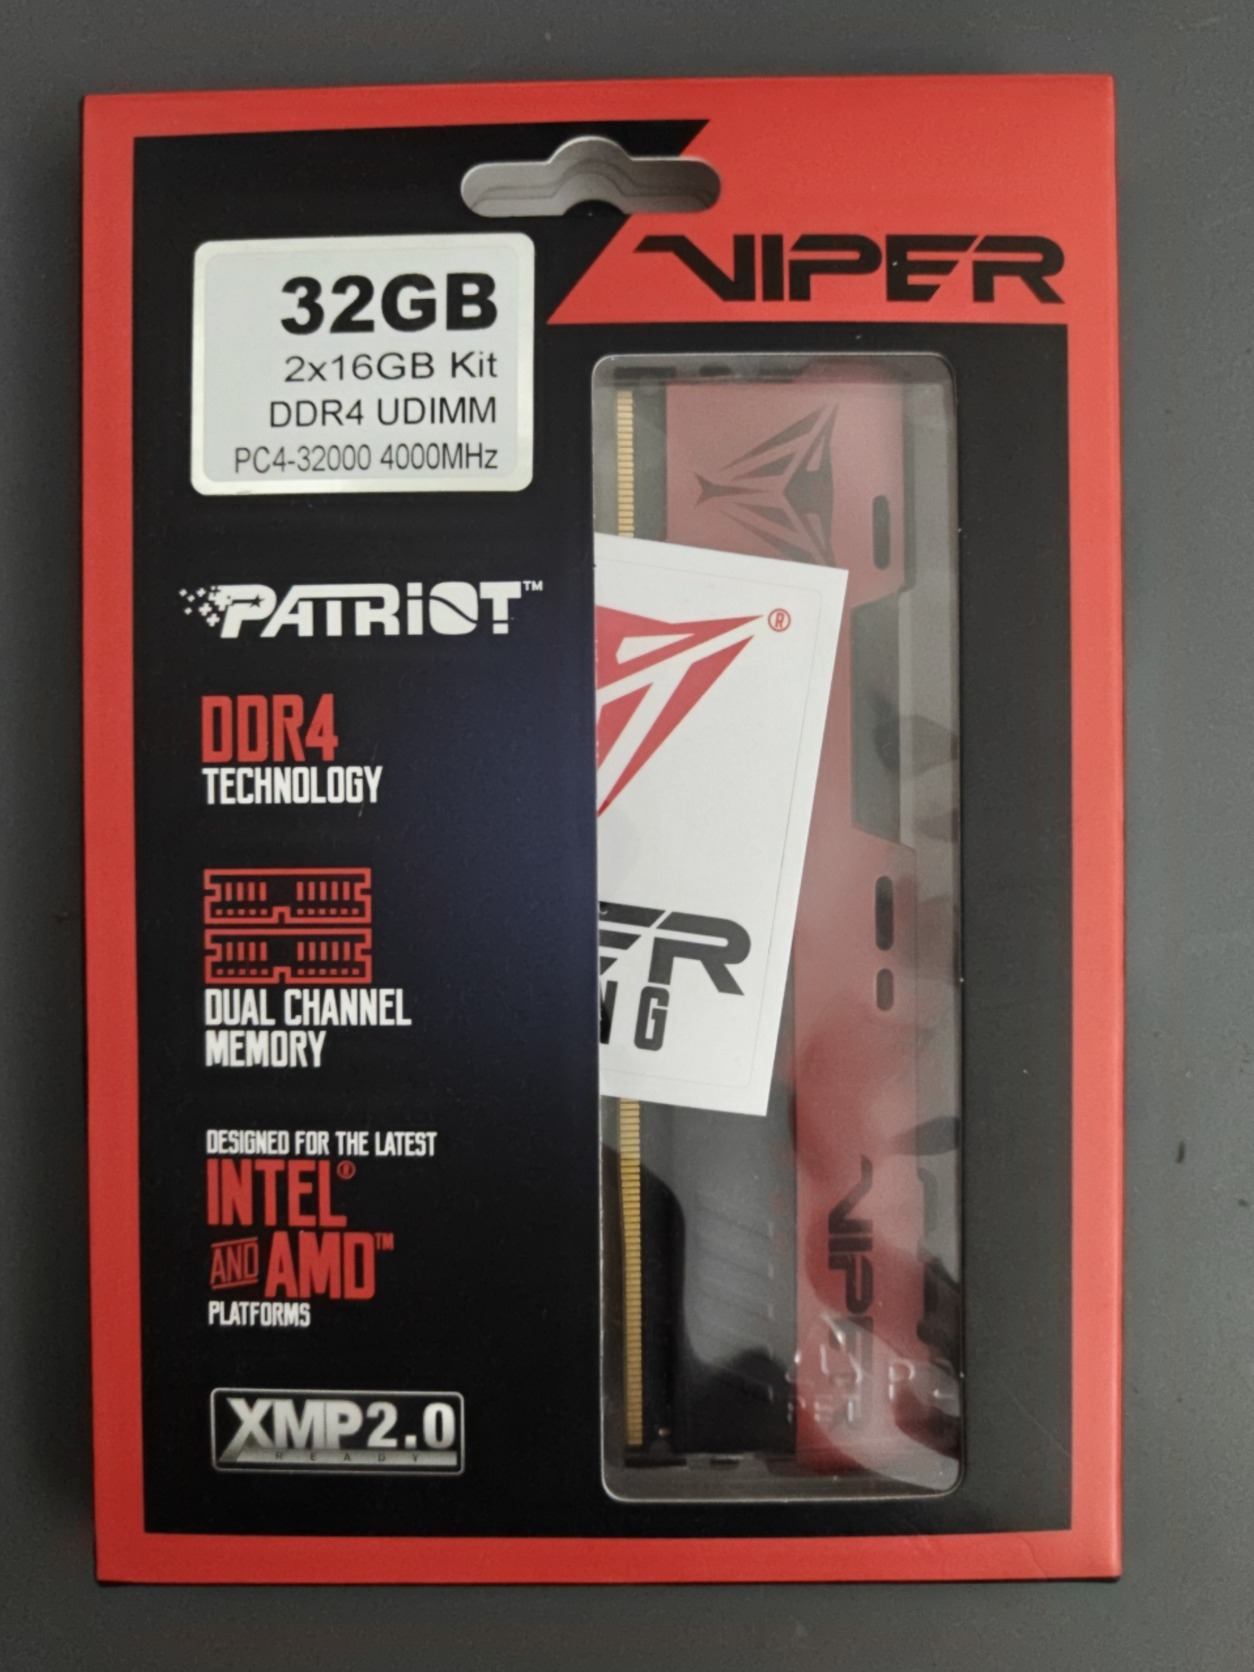 VIPER
32GB
2x16GB Kit
DDR4 UDIMM
PC4-32000 4000MHz
PATRiOT™
DDR4
TECHNOLOGY
®
NG
DUAL CHANNEL
MEMORY
DESIGNED FOR THE LATEST
INTEL®
AND AMD™
PLATFORMS
VIPER
XMP2.0
READY